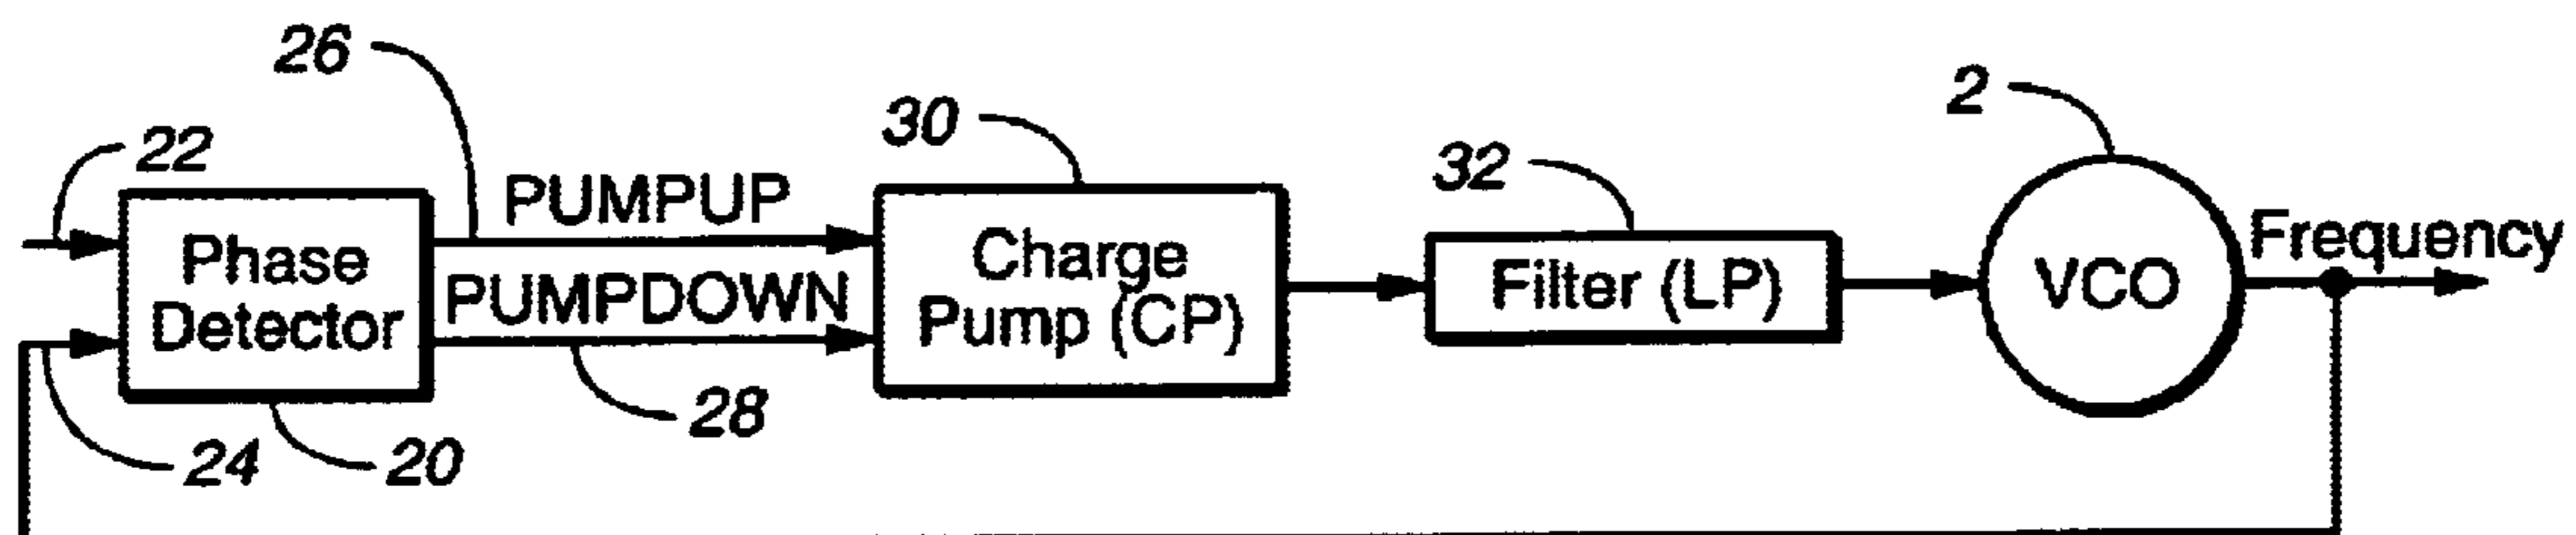 26
2
30
22
32
PUMPUP
Phase
Detector
Charge
Pump (CP)
Filter (LP)
VCO
Frequency
PUMPDOWN
28
24
20